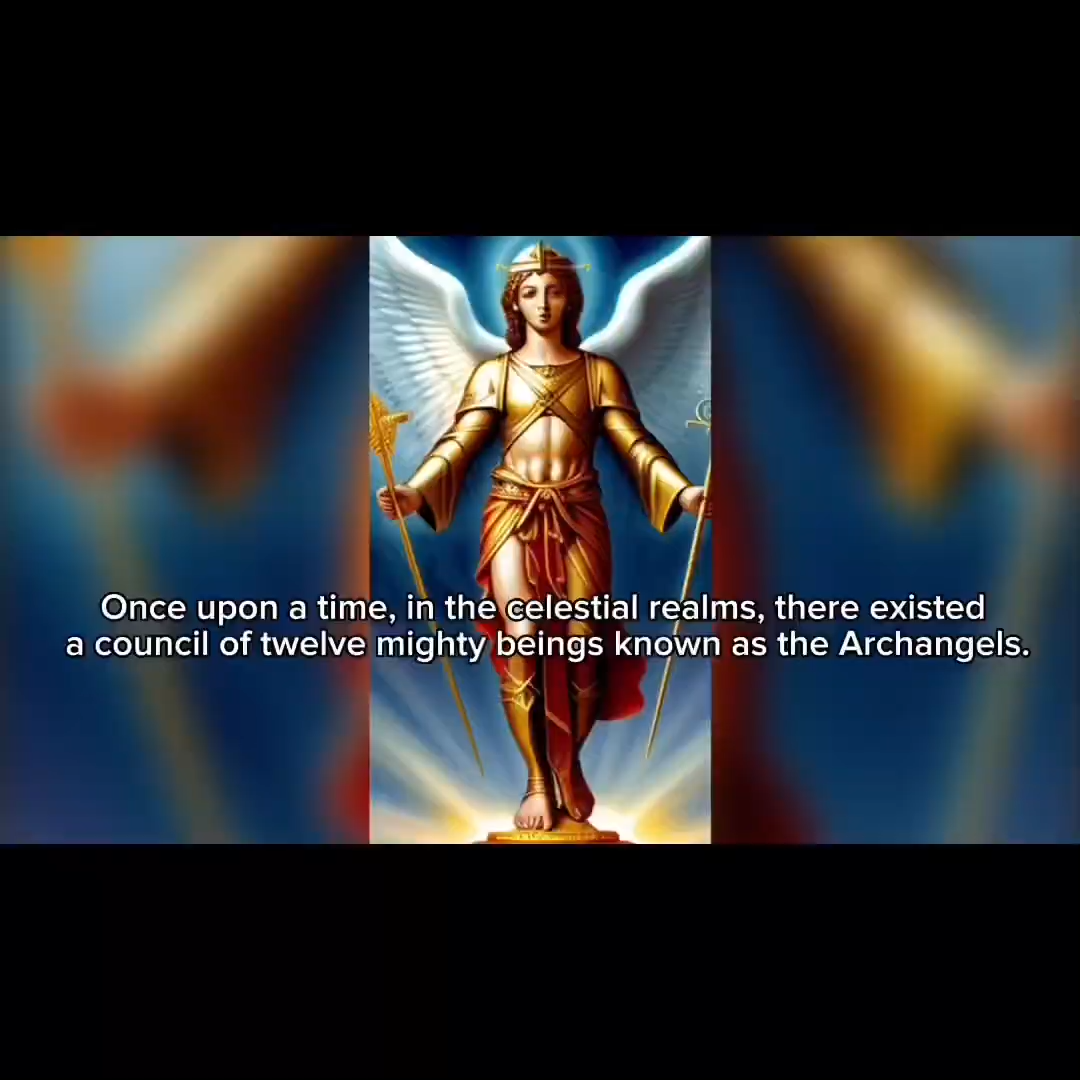 Once upon a time, in the celestial realms, there existed
a council of twelve mighty beings known as the Archangels.